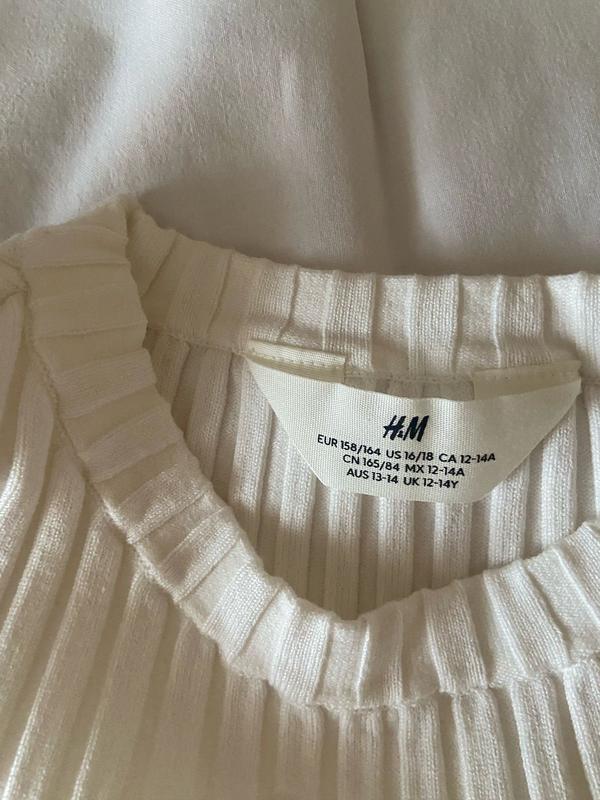 H&M
EUR 158/164 US 16/18 CA 12-14A
CN 165/84 MX 12-14A
AUS 13-14 UK 12-14Y